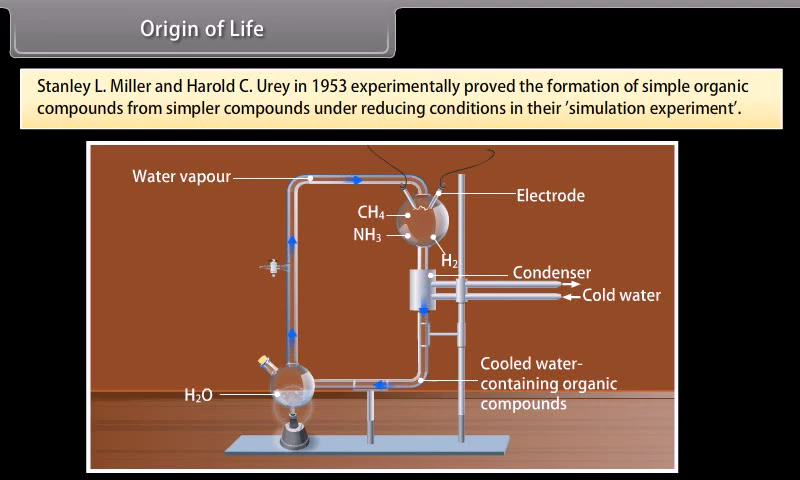 Origin of Life
Stanley L. Miller and Harold C. Urey in 1953 experimentally proved the formation of simple organic
compounds from simpler compounds under reducing conditions in their ‘simulation experiment’.
Water vapour
Electrode
CH₄
NH₃
H₂
Condenser
Cold water
Cooled water-
containing organic
compounds
H₂O